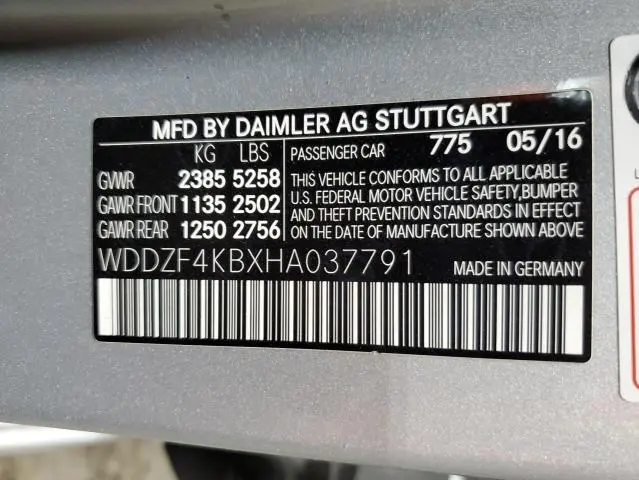 MFD BY DAIMLER AG STUTTGART
KG LBS
GVWR 2385 5258
GAWR FRONT 1135 2502
GAWR REAR 1250 2756
PASSENGER CAR 775 05/16
THIS VEHICLE CONFORMS TO ALL APPLICABLE
U.S. FEDERAL MOTOR VEHICLE SAFETY,BUMPER
AND THEFT PREVENTION STANDARDS IN EFFECT
ON THE DATE OF MANUFACTURE SHOWN ABOVE
WDDZF4KBXHA037791 MADE IN GERMANY